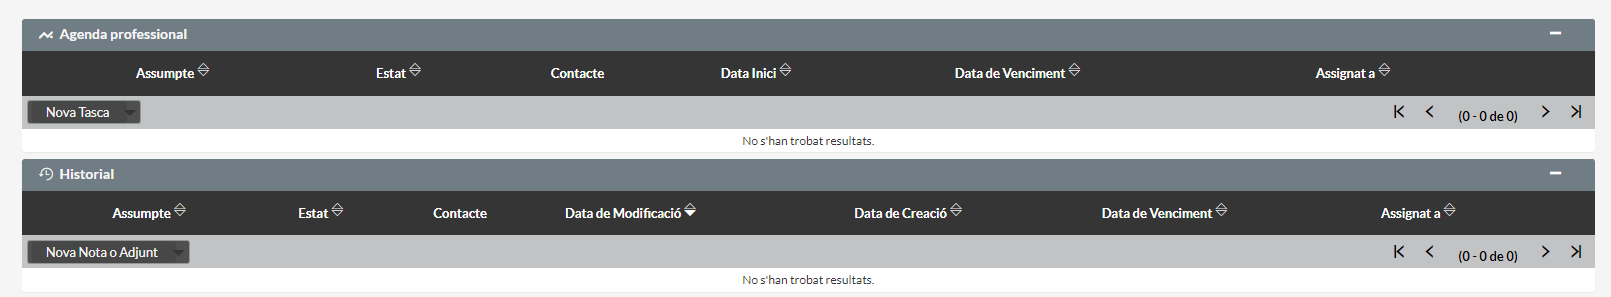 Agenda professional
Assumpte Estat Contacte Data Inici Data de Venciment Assignat a
Nova Tasca (0 - 0 de 0)
No s'han trobat resultats.
Historial
Assumpte Estat Contacte Data de Modificació Data de Creació Data de Venciment Assignat a
Nova Nota o Adjunt (0 - 0 de 0)
No s'han trobat resultats.